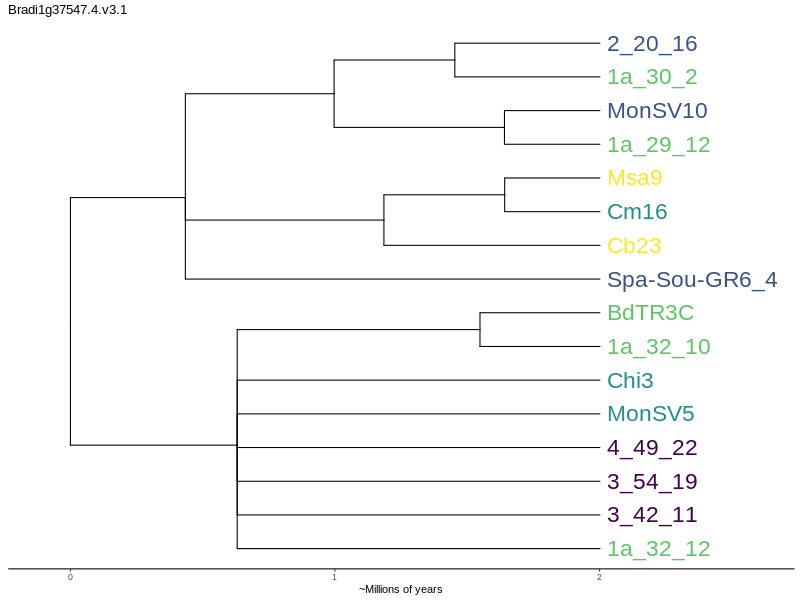 Bradi1g37547.4.v3.1
2_20_16
1a_30_2
MonSV10
1a_29_12
Msa9
Cm16
Cb23
Spa-Sou-GR6_4
BdTR3C
1a_32_10
Chi3
MonSV5
4_49_22
3_54_19
3_42_11
1a_32_12
0 1 2
~Millions of years